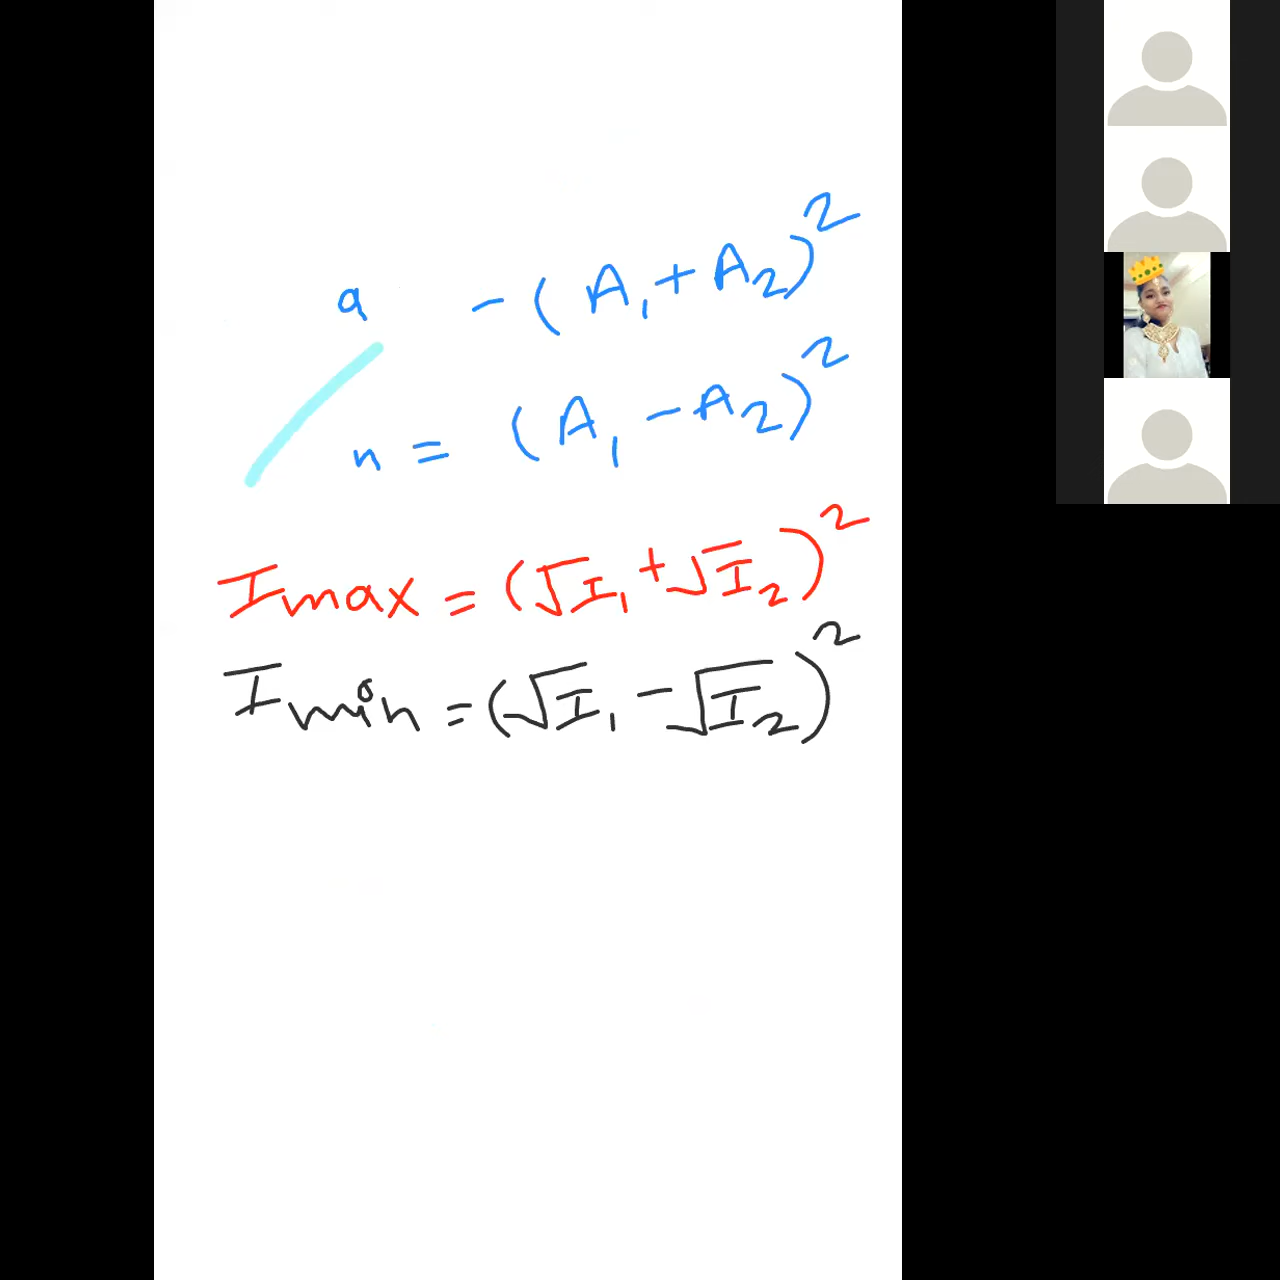 a - (A₁+A₂)²
n = (A₁ - A₂)²
Imax = (√I₁ + √I₂)²
Imin = (√I₁ - √I₂)²